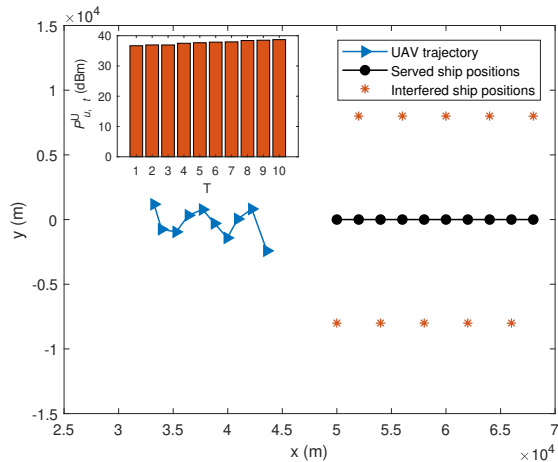 ×10⁴
1.5
1
0.5
0
-0.5
-1
-1.5
y (m)
2.5 3 3.5 4 4.5 5 5.5 6 6.5 7
x (m)
×10⁴
UAV trajectory
Served ship positions
Interfered ship positions
40
30
20
10
0
P^U_{u, t} (dBm)
1 2 3 4 5 6 7 8 9 10
T